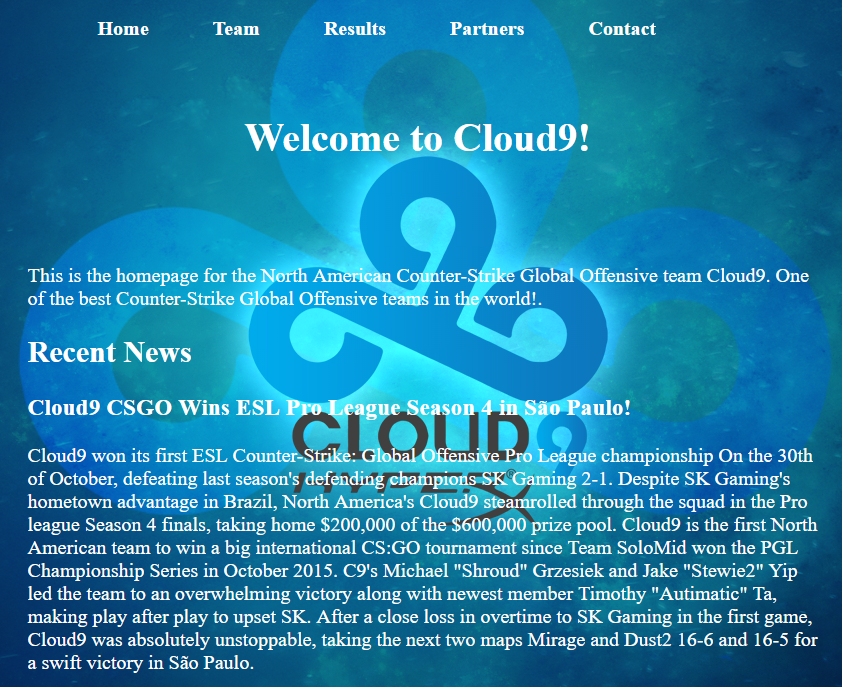 Home Team Results Partners Contact
Welcome to Cloud9!
This is the homepage for the North American Counter-Strike Global Offensive team Cloud9. One
of the best Counter-Strike Global Offensive teams in the world!.
Recent News
Cloud9 CSGO Wins ESL Pro League Season 4 in São Paulo!
CLOUD9
HYPERX®
Cloud9 won its first ESL Counter-Strike: Global Offensive Pro League championship On the 30th
of October, defeating last season's defending champions SK Gaming 2-1. Despite SK Gaming's
hometown advantage in Brazil, North America's Cloud9 steamrolled through the squad in the Pro
league Season 4 finals, taking home $200,000 of the $600,000 prize pool. Cloud9 is the first North
American team to win a big international CS:GO tournament since Team SoloMid won the PGL
Championship Series in October 2015. C9's Michael "Shroud" Grzesiek and Jake "Stewie2" Yip
led the team to an overwhelming victory along with newest member Timothy "Autimatic" Ta,
making play after play to upset SK. After a close loss in overtime to SK Gaming in the first game,
Cloud9 was absolutely unstoppable, taking the next two maps Mirage and Dust2 16-6 and 16-5 for
a swift victory in São Paulo.